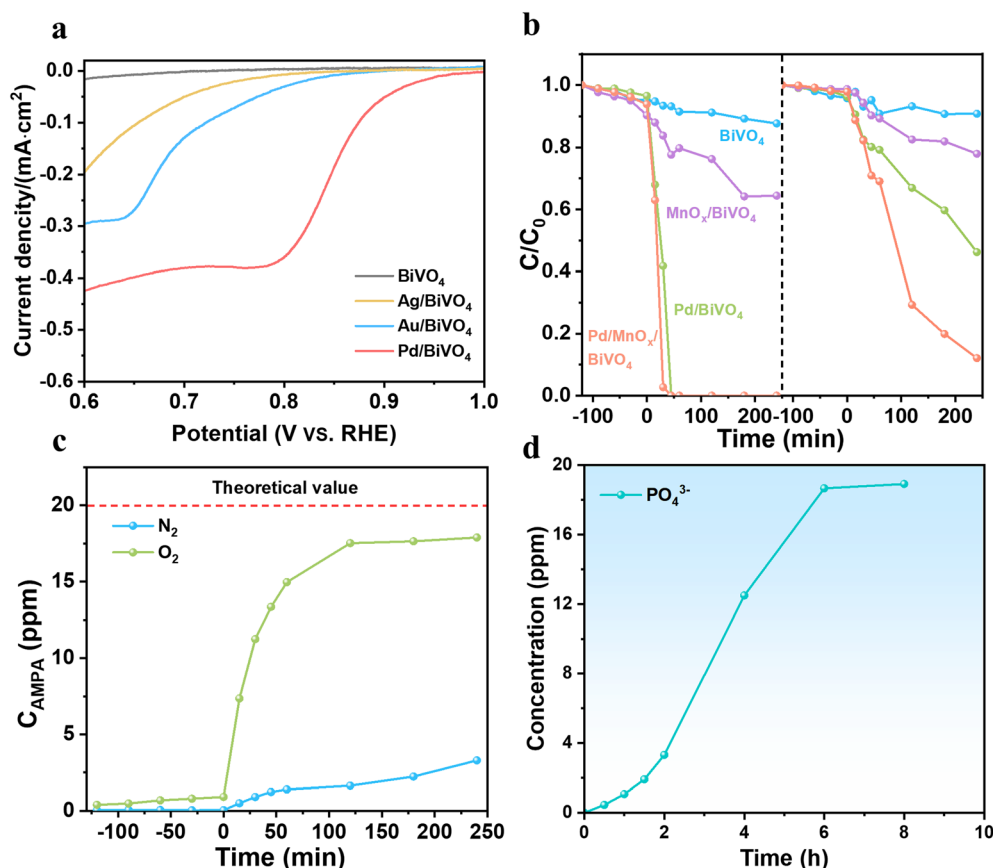 a
0.0
-0.1
-0.2
-0.3
-0.4
-0.5
-0.6
Current dencity/(mA·cm²)
BiVO₄
Ag/BiVO₄
Au/BiVO₄
Pd/BiVO₄
0.6 0.7 0.8 0.9 1.0
Potential (V VS. RHE)
b
1.0
0.8
0.6
0.4
0.2
0.0
C/C₀
BiVO₄
MnOₓ/BiVO₄
Pd/BiVO₄
Pd/MnOₓ/
BiVO₄
-100 0 100 200 -100 0 100 200
Time (min)
c
20
15
10
5
0
C_AMPA (ppm)
Theoretical value
N₂
O₂
-100 -50 0 50 100 150 200 250
Time (min)
d
20
16
12
8
4
0
Concentration (ppm)
PO₄³⁻
0 2 4 6 8 10
Time (h)